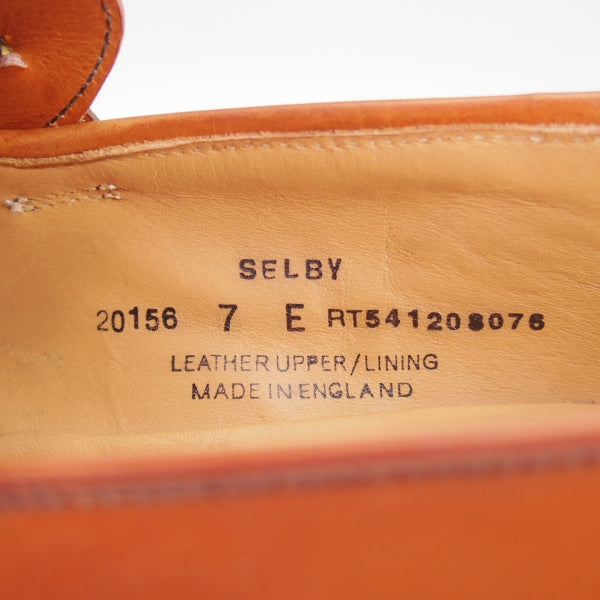 SELBY
20156 7 E RT541208076
LEATHER UPPER/LINING
MADE IN ENGLAND